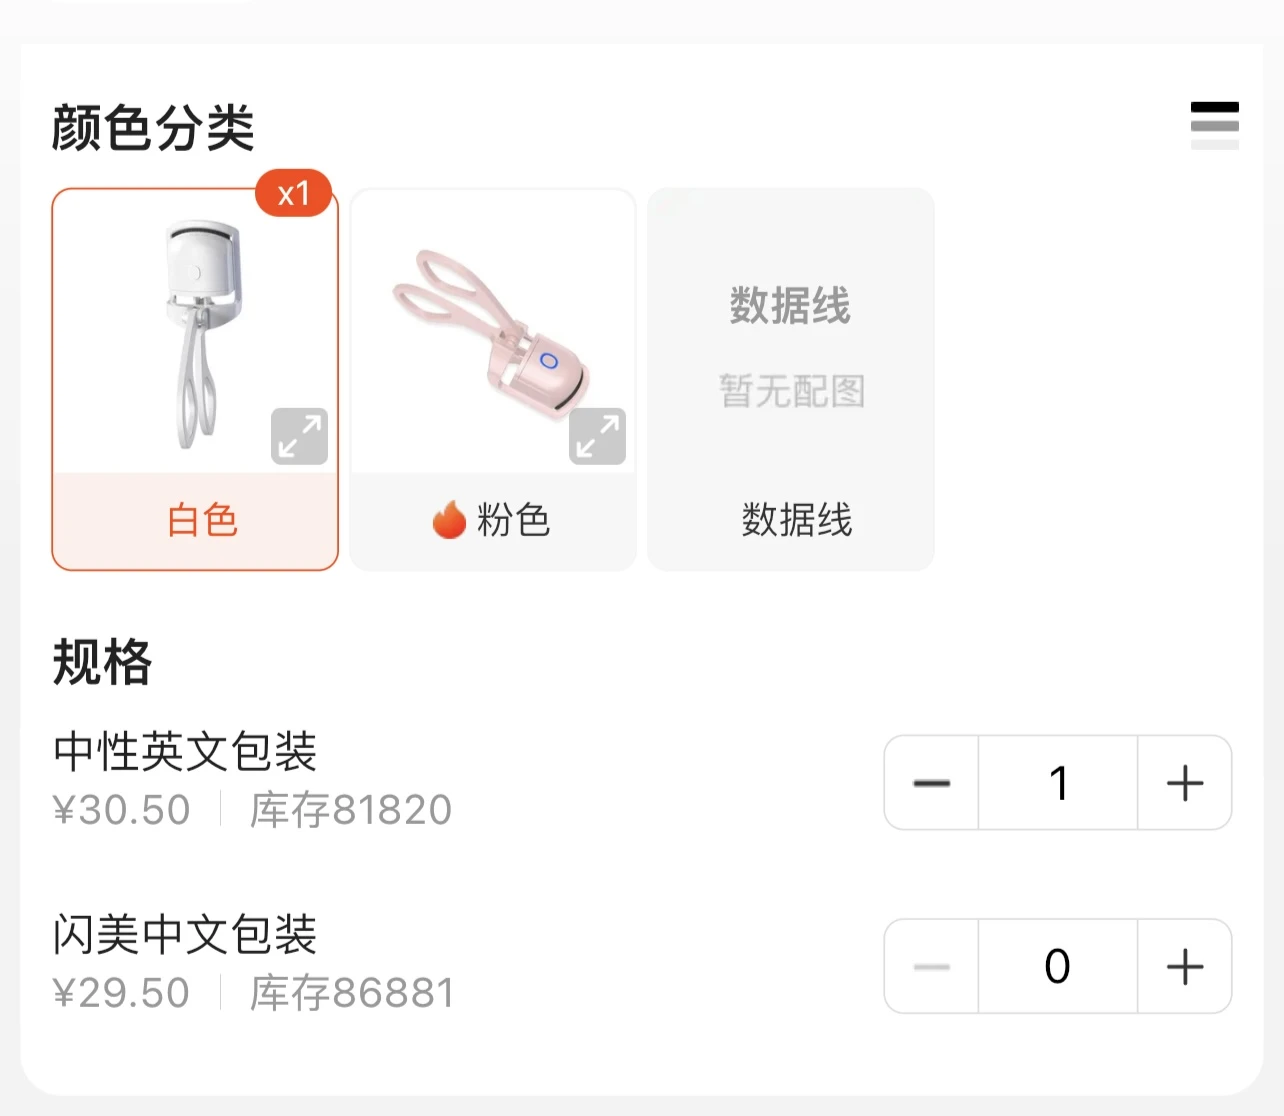 颜色分类
x1
数据线
暂无配图
白色
粉色
数据线
规格
中性英文包装
¥30.50 库存81820
1
闪美中文包装
¥29.50 库存86881
0